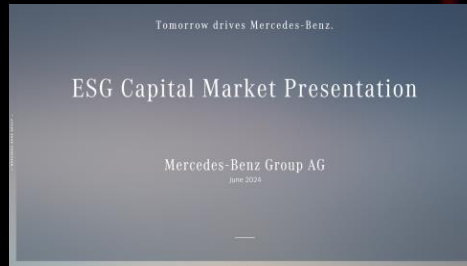 Tomorrow drives Mercedes-Benz.
ESG Capital Market Presentation
Mercedes-Benz Group AG
June 2024